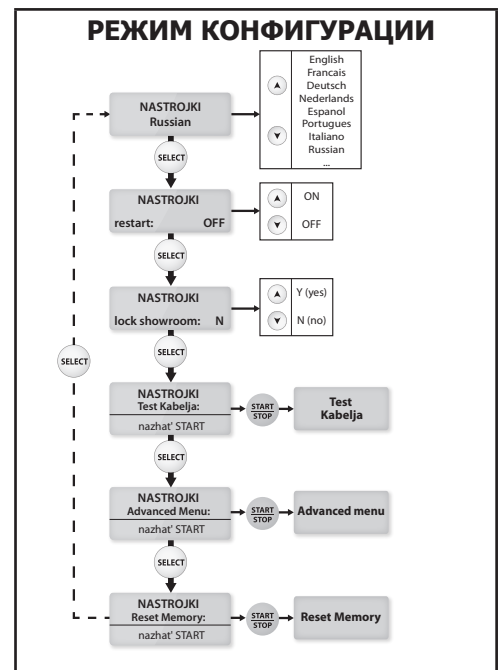 РЕЖИМ КОНФИГУРАЦИИ
NASTROJKI
Russian
English
Francais
Deutsch
Nederlands
Espanol
Portugues
Italiano
Russian
...
SELECT
NASTROJKI
restart: OFF
ON
OFF
SELECT
NASTROJKI
lock showroom: N
Y (yes)
N (no)
SELECT
SELECT
NASTROJKI
Test Kabelja:
nazhat' START
START
STOP
Test
Kabelja
SELECT
NASTROJKI
Advanced Menu:
nazhat' START
START
STOP
Advanced menu
SELECT
NASTROJKI
Reset Memory:
nazhat' START
START
STOP
Reset Memory